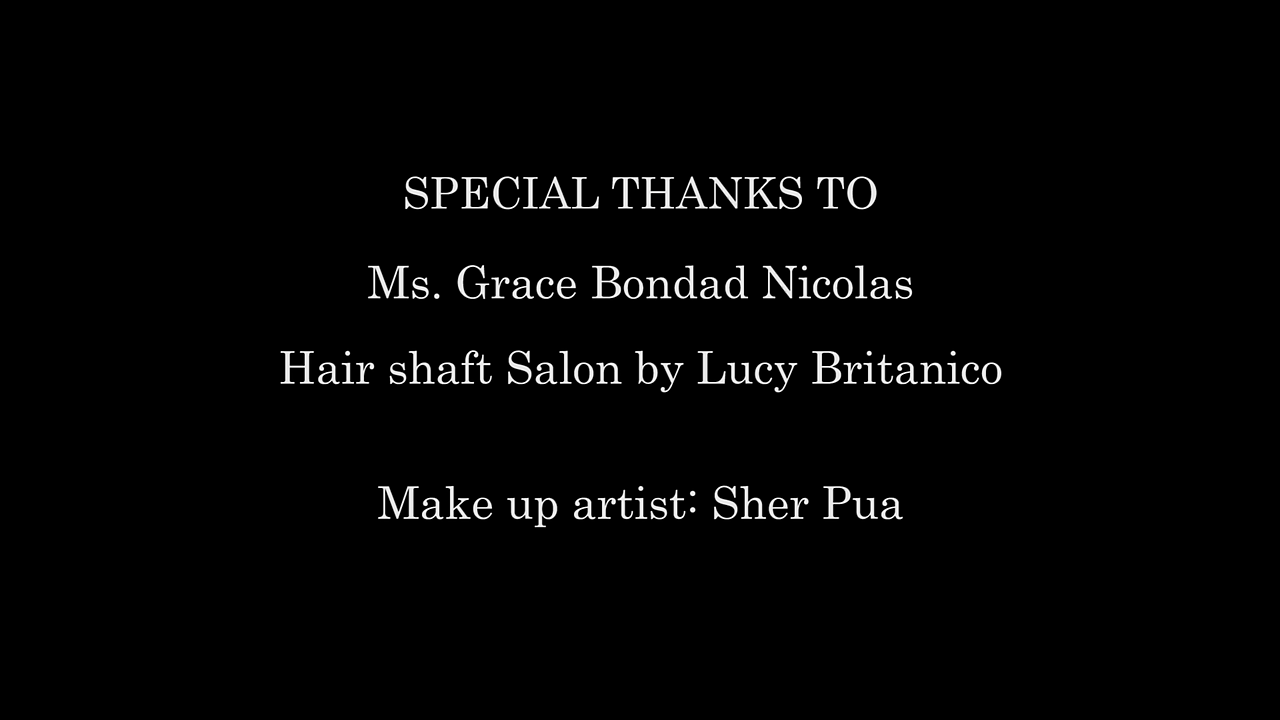 SPECIAL THANKS TO
Ms. Grace Bondad Nicolas
Hair shaft Salon by Lucy Britanico
Make up artist: Sher Pua